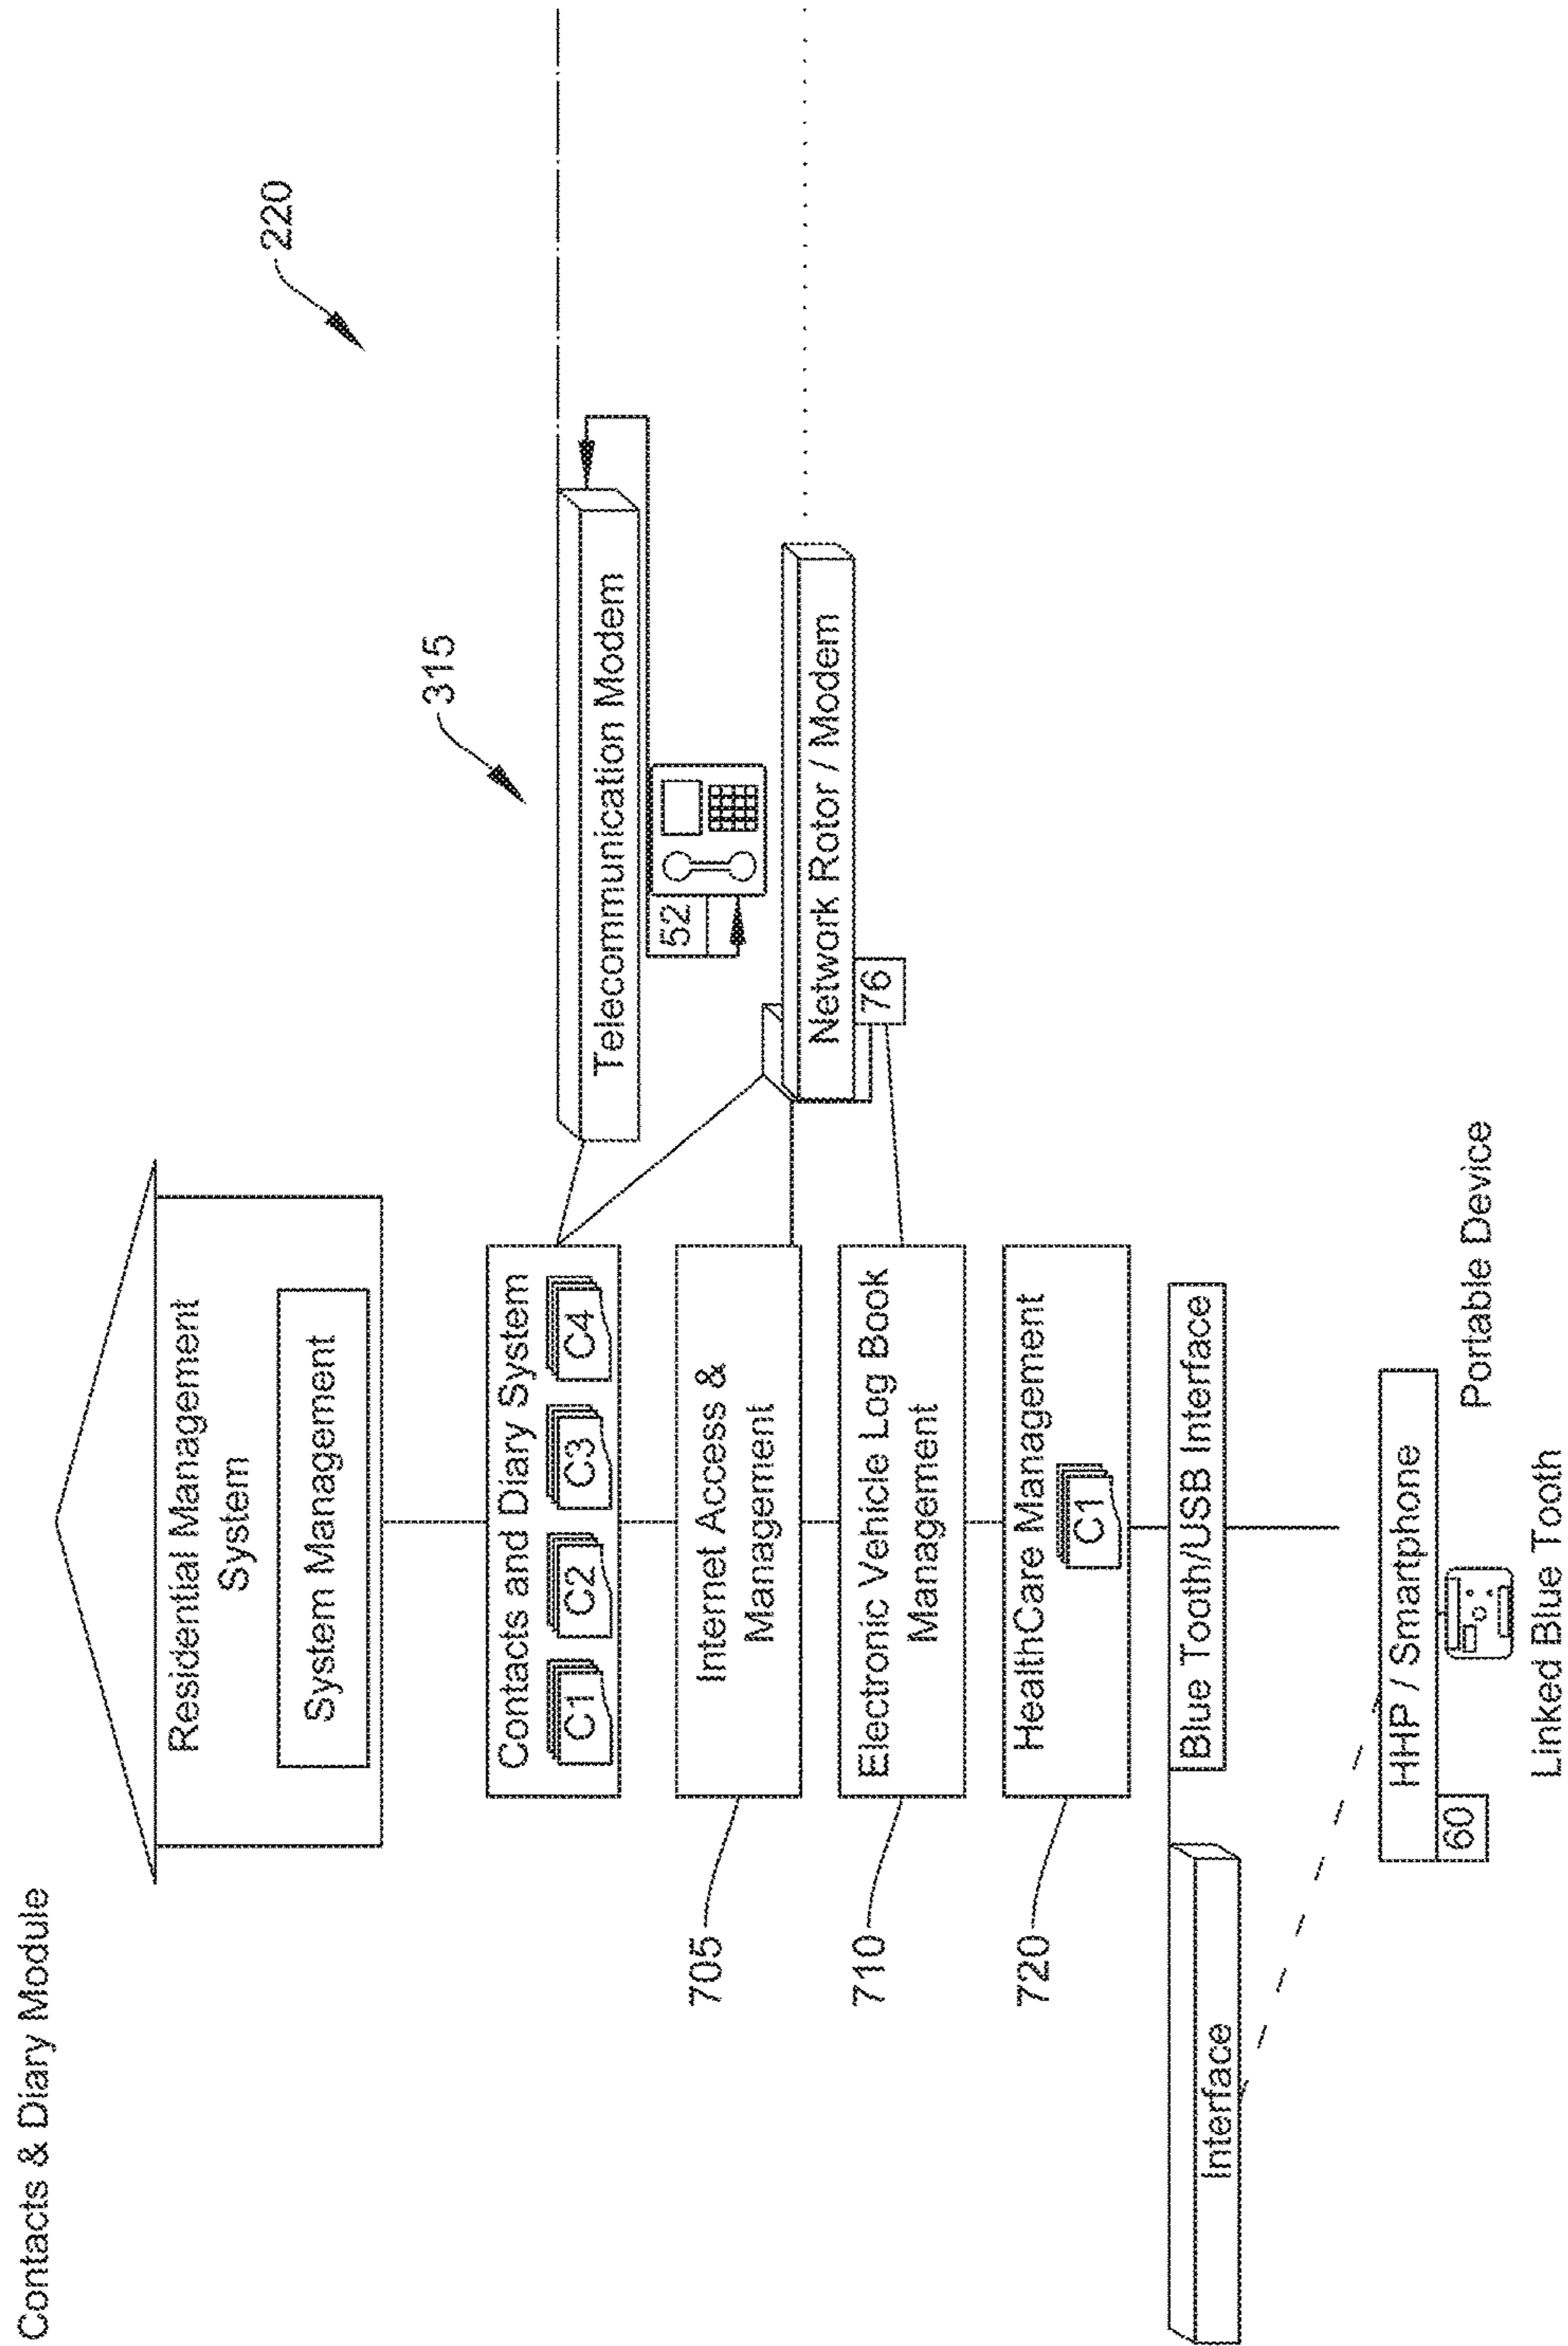 Contacts & Diary Module
220
315
Residential Management
System
System Management
Contacts and Diary System
C1 C2 C3 C4
Telecommunication Modem
52
705
Internet Access &
Management
Network Rotor / Modem
76
710
Electronic Vehicle Log Book
Management
720
HealthCare Management
C1
Blue Tooth/USB Interface
Interface
HHP / Smartphone
60
Portable Device
Linked Blue Tooth